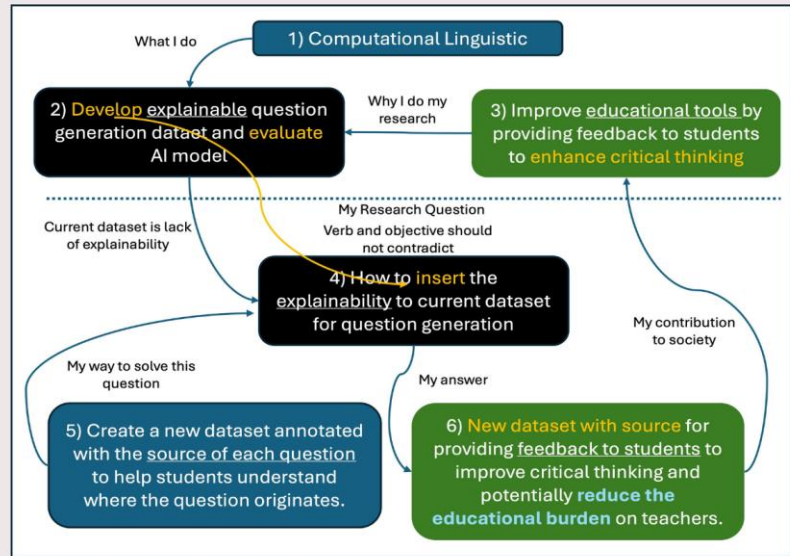 1) Computational Linguistic
What I do
2) Develop explainable question
generation dataet and evaluate
AI model
Why I do my
research
3) Improve educational tools by
providing feedback to students
to enhance critical thinking
Current dataset is lack
of explainability
My Research Question
Verb and objective should
not contradict
4) How to insert the
explainability to current dataset
for question generation
My way to solve this
question
My answer
My contribution
to society
5) Create a new dataset annotated
with the source of each question
to help students understand
where the question originates.
6) New dataset with source for
providing feedback to students to
improve critical thinking and
potentially reduce the
educational burden on teachers.